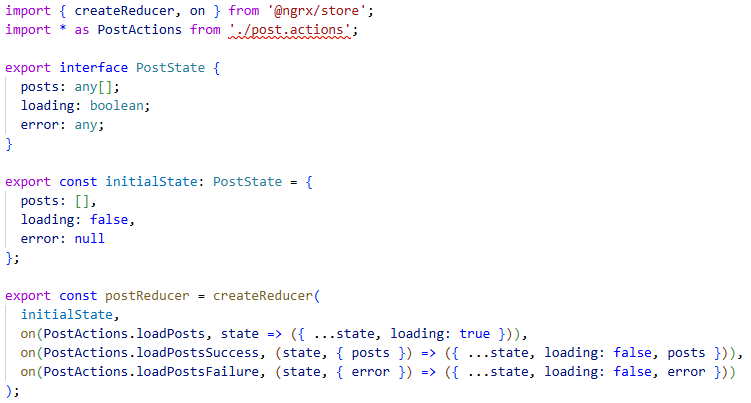 import { createReducer, on } from '@ngrx/store';
import * as PostActions from './post.actions';

export interface PostState {
  posts: any[];
  loading: boolean;
  error: any;
}

export const initialState: PostState = {
  posts: [],
  loading: false,
  error: null
};

export const postReducer = createReducer(
  initialState,
  on(PostActions.loadPosts, state => ({ ...state, loading: true })),
  on(PostActions.loadPostsSuccess, (state, { posts }) => ({ ...state, loading: false, posts })),
  on(PostActions.loadPostsFailure, (state, { error }) => ({ ...state, loading: false, error }))
);